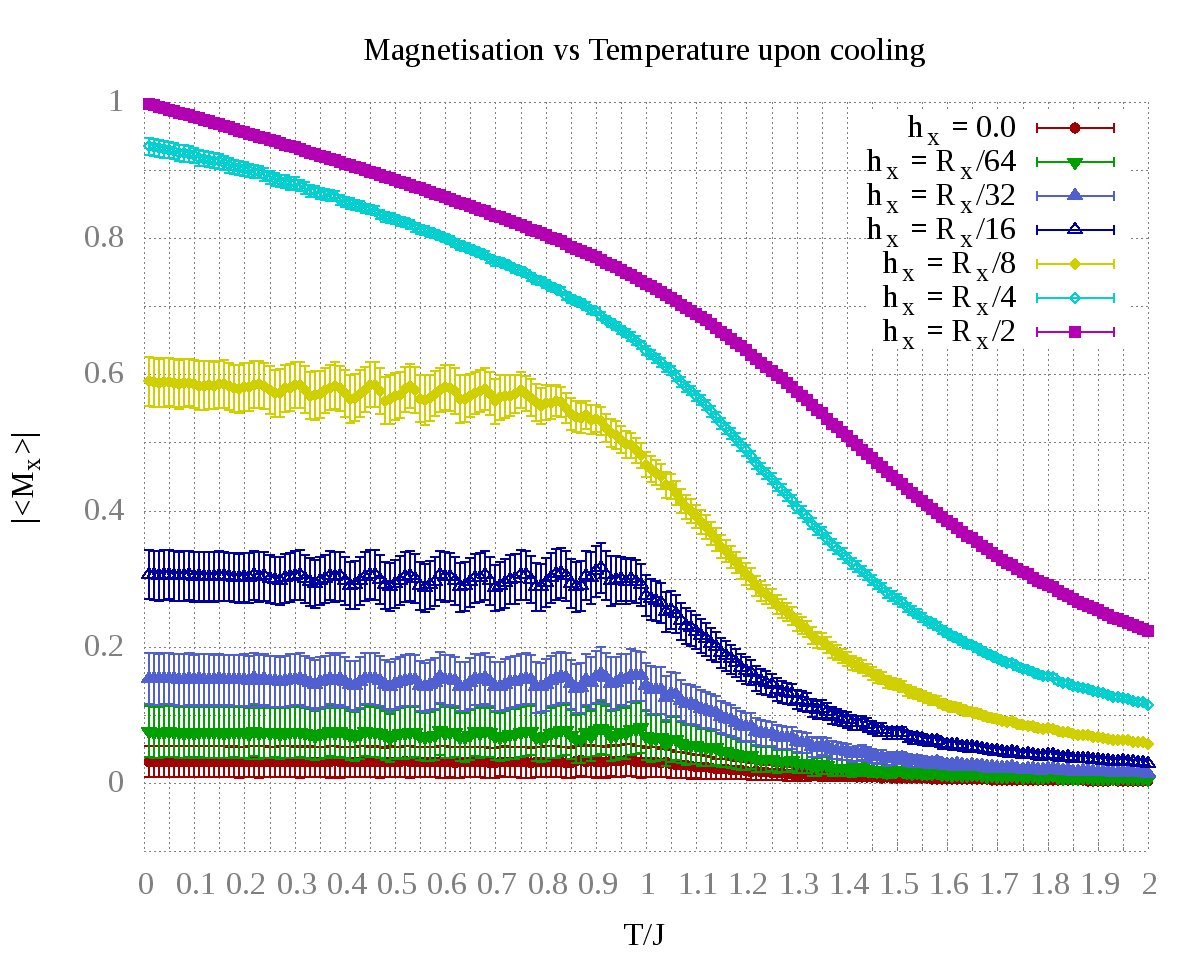 Magnetisation vs Temperature upon cooling
h_x = 0.0
h_x = R_x/64
h_x = R_x/32
h_x = R_x/16
h_x = R_x/8
h_x = R_x/4
h_x = R_x/2
1
0.8
0.6
0.4
0.2
0
|<M_x>|
0 0.1 0.2 0.3 0.4 0.5 0.6 0.7 0.8 0.9 1 1.1 1.2 1.3 1.4 1.5 1.6 1.7 1.8 1.9 2
T/J